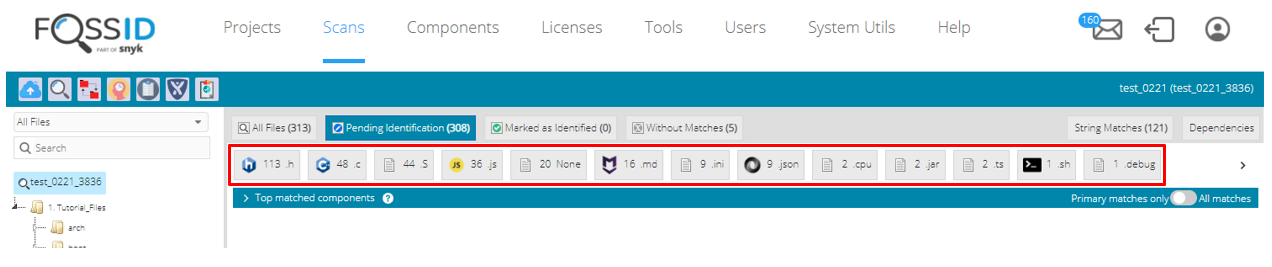 FOSSID
PART OF snyk
Projects Scans Components Licenses Tools Users System Utils Help 160
test_0221 (test_0221_3836)
All Files
All Files (313) Pending Identification (308) Marked as Identified (0) Without Matches (5) String Matches (121) Dependencies
Search
113 .h 48 .c 44 .S 36 .js 20 None 16 .md 9 .ini 9 .json 2 .cpu 2 .jar 2 .ts 1 .sh 1 .debug
test_0221_3836
Top matched components ? Primary matches only All matches
1. Tutorial_Files
arch